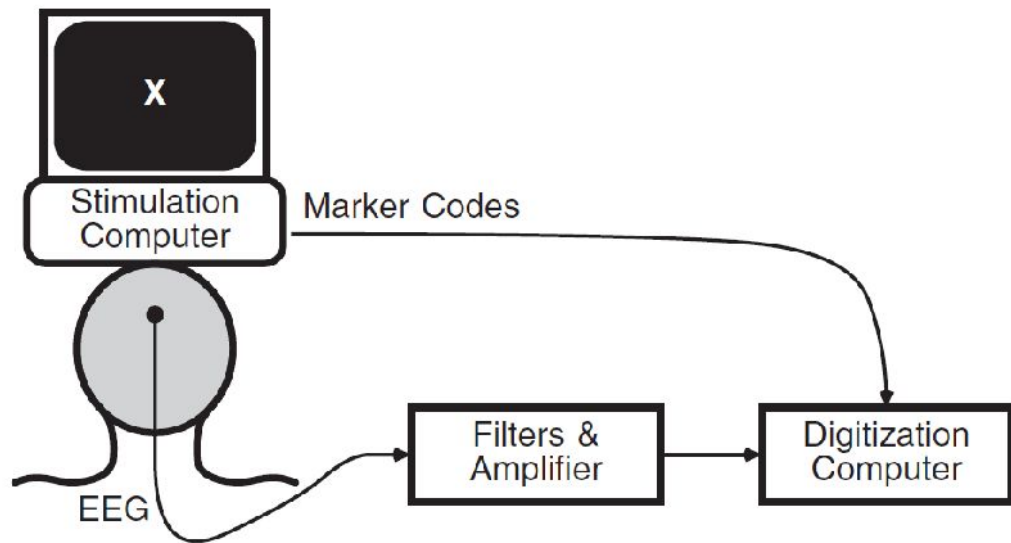 X
Stimulation
Computer
Marker Codes
EEG
Filters &
Amplifier
Digitization
Computer